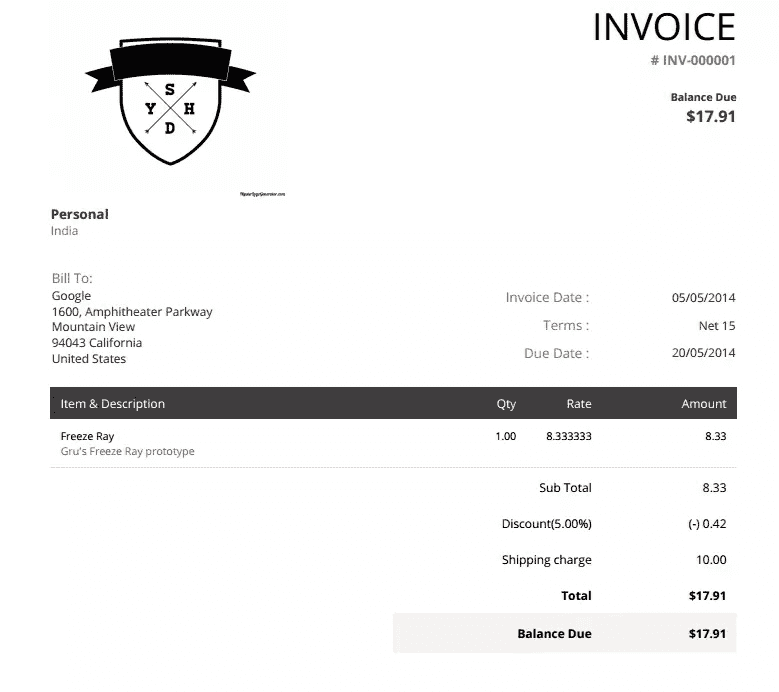 INVOICE
# INV-000001
Balance Due
$17.91
S
Y H
D
Personal
India
Bill To:
Google
1600, Amphitheater Parkway
Mountain View
94043 California
United States
Invoice Date : 05/05/2014
Terms : Net 15
Due Date : 20/05/2014
Item & Description Qty Rate Amount
Freeze Ray 1.00 8.333333 8.33
Gru's Freeze Ray prototype
Sub Total 8.33
Discount(5.00%) (-) 0.42
Shipping charge 10.00
Total $17.91
Balance Due $17.91